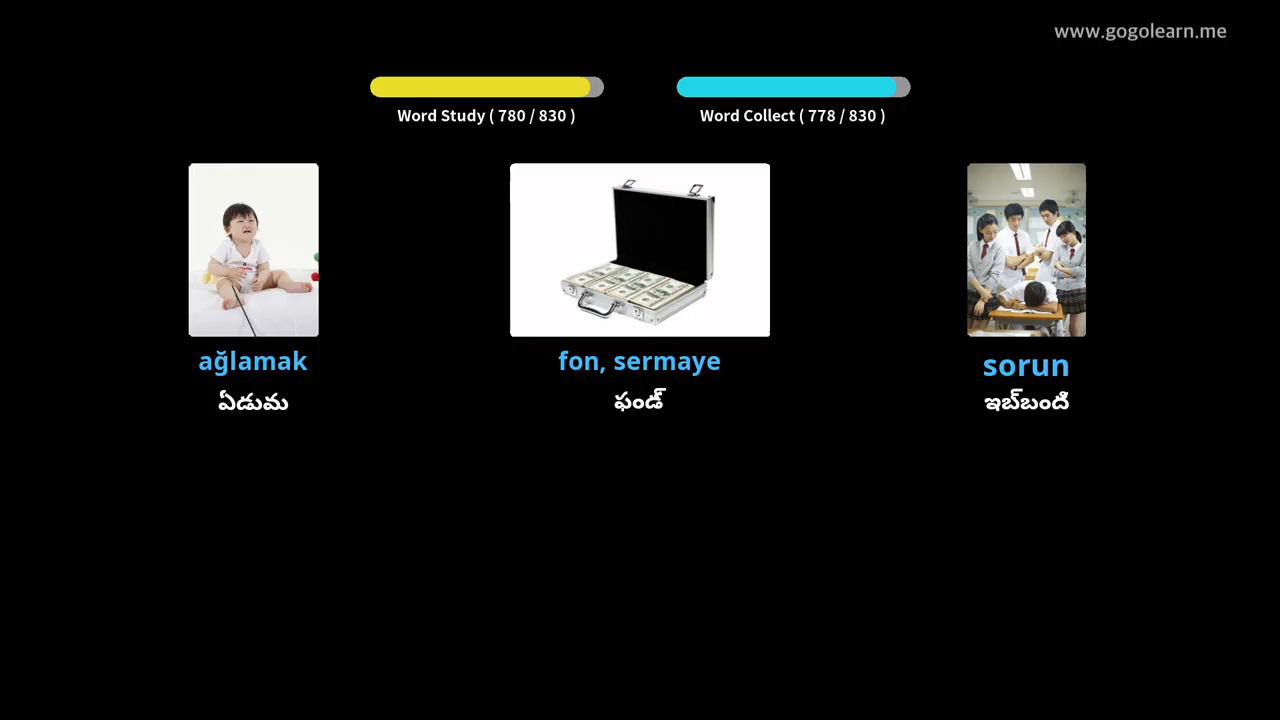 www.gogolearn.me
Word Study ( 780 / 830 )
Word Collect ( 778 / 830 )
ağlamak
fon, sermaye
sorun
ఏడుమ
ఫండ్
ఇబ్బంది